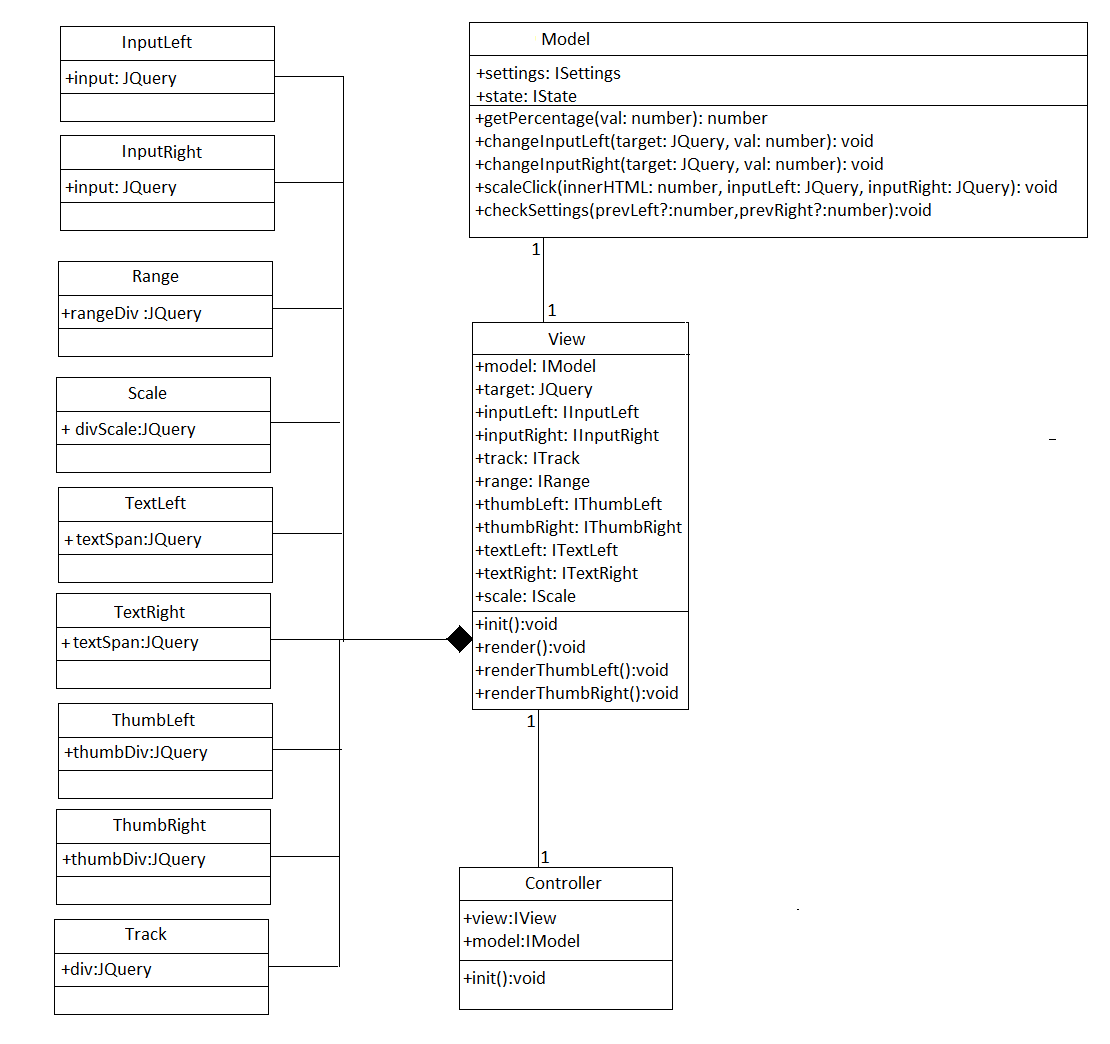 InputLeft
+input: JQuery
InputRight
+input: JQuery
Range
+rangeDiv :JQuery
Scale
+ divScale:JQuery
TextLeft
+ textSpan:JQuery
TextRight
+ textSpan:JQuery
ThumbLeft
+thumbDiv:JQuery
ThumbRight
+thumbDiv:JQuery
Track
+div:JQuery
Model
+settings: ISettings
+state: IState
+getPercentage(val: number): number
+changeInputLeft(target: JQuery, val: number): void
+changeInputRight(target: JQuery, val: number): void
+scaleClick(innerHTML: number, inputLeft: JQuery, inputRight: JQuery): void
+checkSettings(prevLeft?:number,prevRight?:number):void
1
1
View
+model: IModel
+target: JQuery
+inputLeft: IInputLeft
+inputRight: IInputRight
+track: ITrack
+range: IRange
+thumbLeft: IThumbLeft
+thumbRight: IThumbRight
+textLeft: ITextLeft
+textRight: ITextRight
+scale: IScale
+init():void
+render():void
+renderThumbLeft():void
+renderThumbRight():void
1
1
Controller
+view:IView
+model:IModel
+init():void